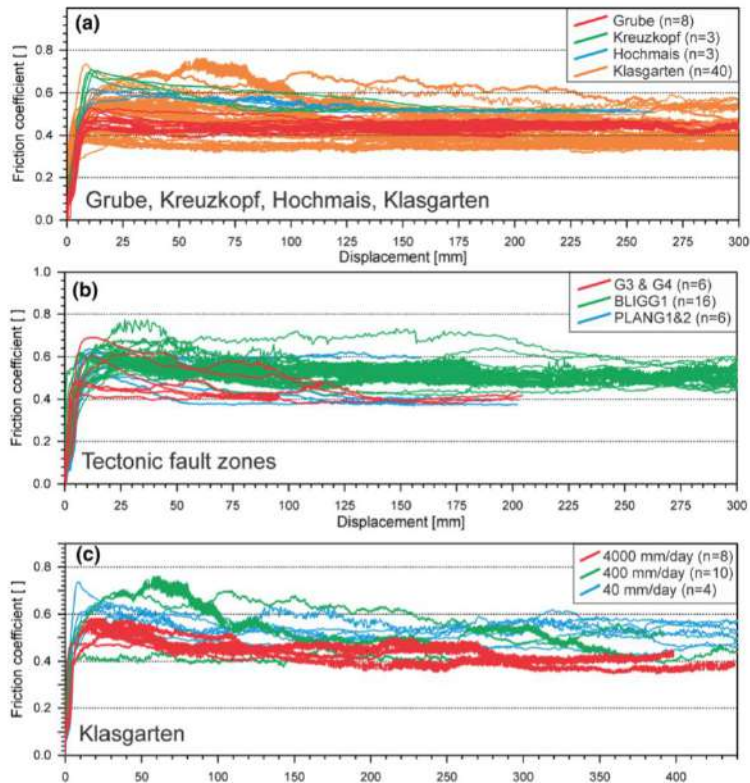 (a)
Grube (n=8)
Kreuzkopf (n=3)
Hochmais (n=3)
Klasgarten (n=40)
Friction coefficient [ ]
0.8
0.6
0.4
0.2
0.0
Grube, Kreuzkopf, Hochmais, Klasgarten
0 25 50 75 100 125 150 175 200 225 250 275 300
Displacement [mm]
(b)
G3 & G4 (n=6)
BLIGG1 (n=16)
PLANG1&2 (n=6)
Friction coefficient [ ]
1.0
0.8
0.6
0.4
0.2
0.0
Tectonic fault zones
0 25 50 75 100 125 150 175 200 225 250 275 300
Displacement [mm]
(c)
4000 mm/day (n=8)
400 mm/day (n=10)
40 mm/day (n=4)
Friction coefficient [ ]
0.8
0.6
0.4
0.2
0.0
Klasgarten
0 50 100 150 200 250 300 350 400